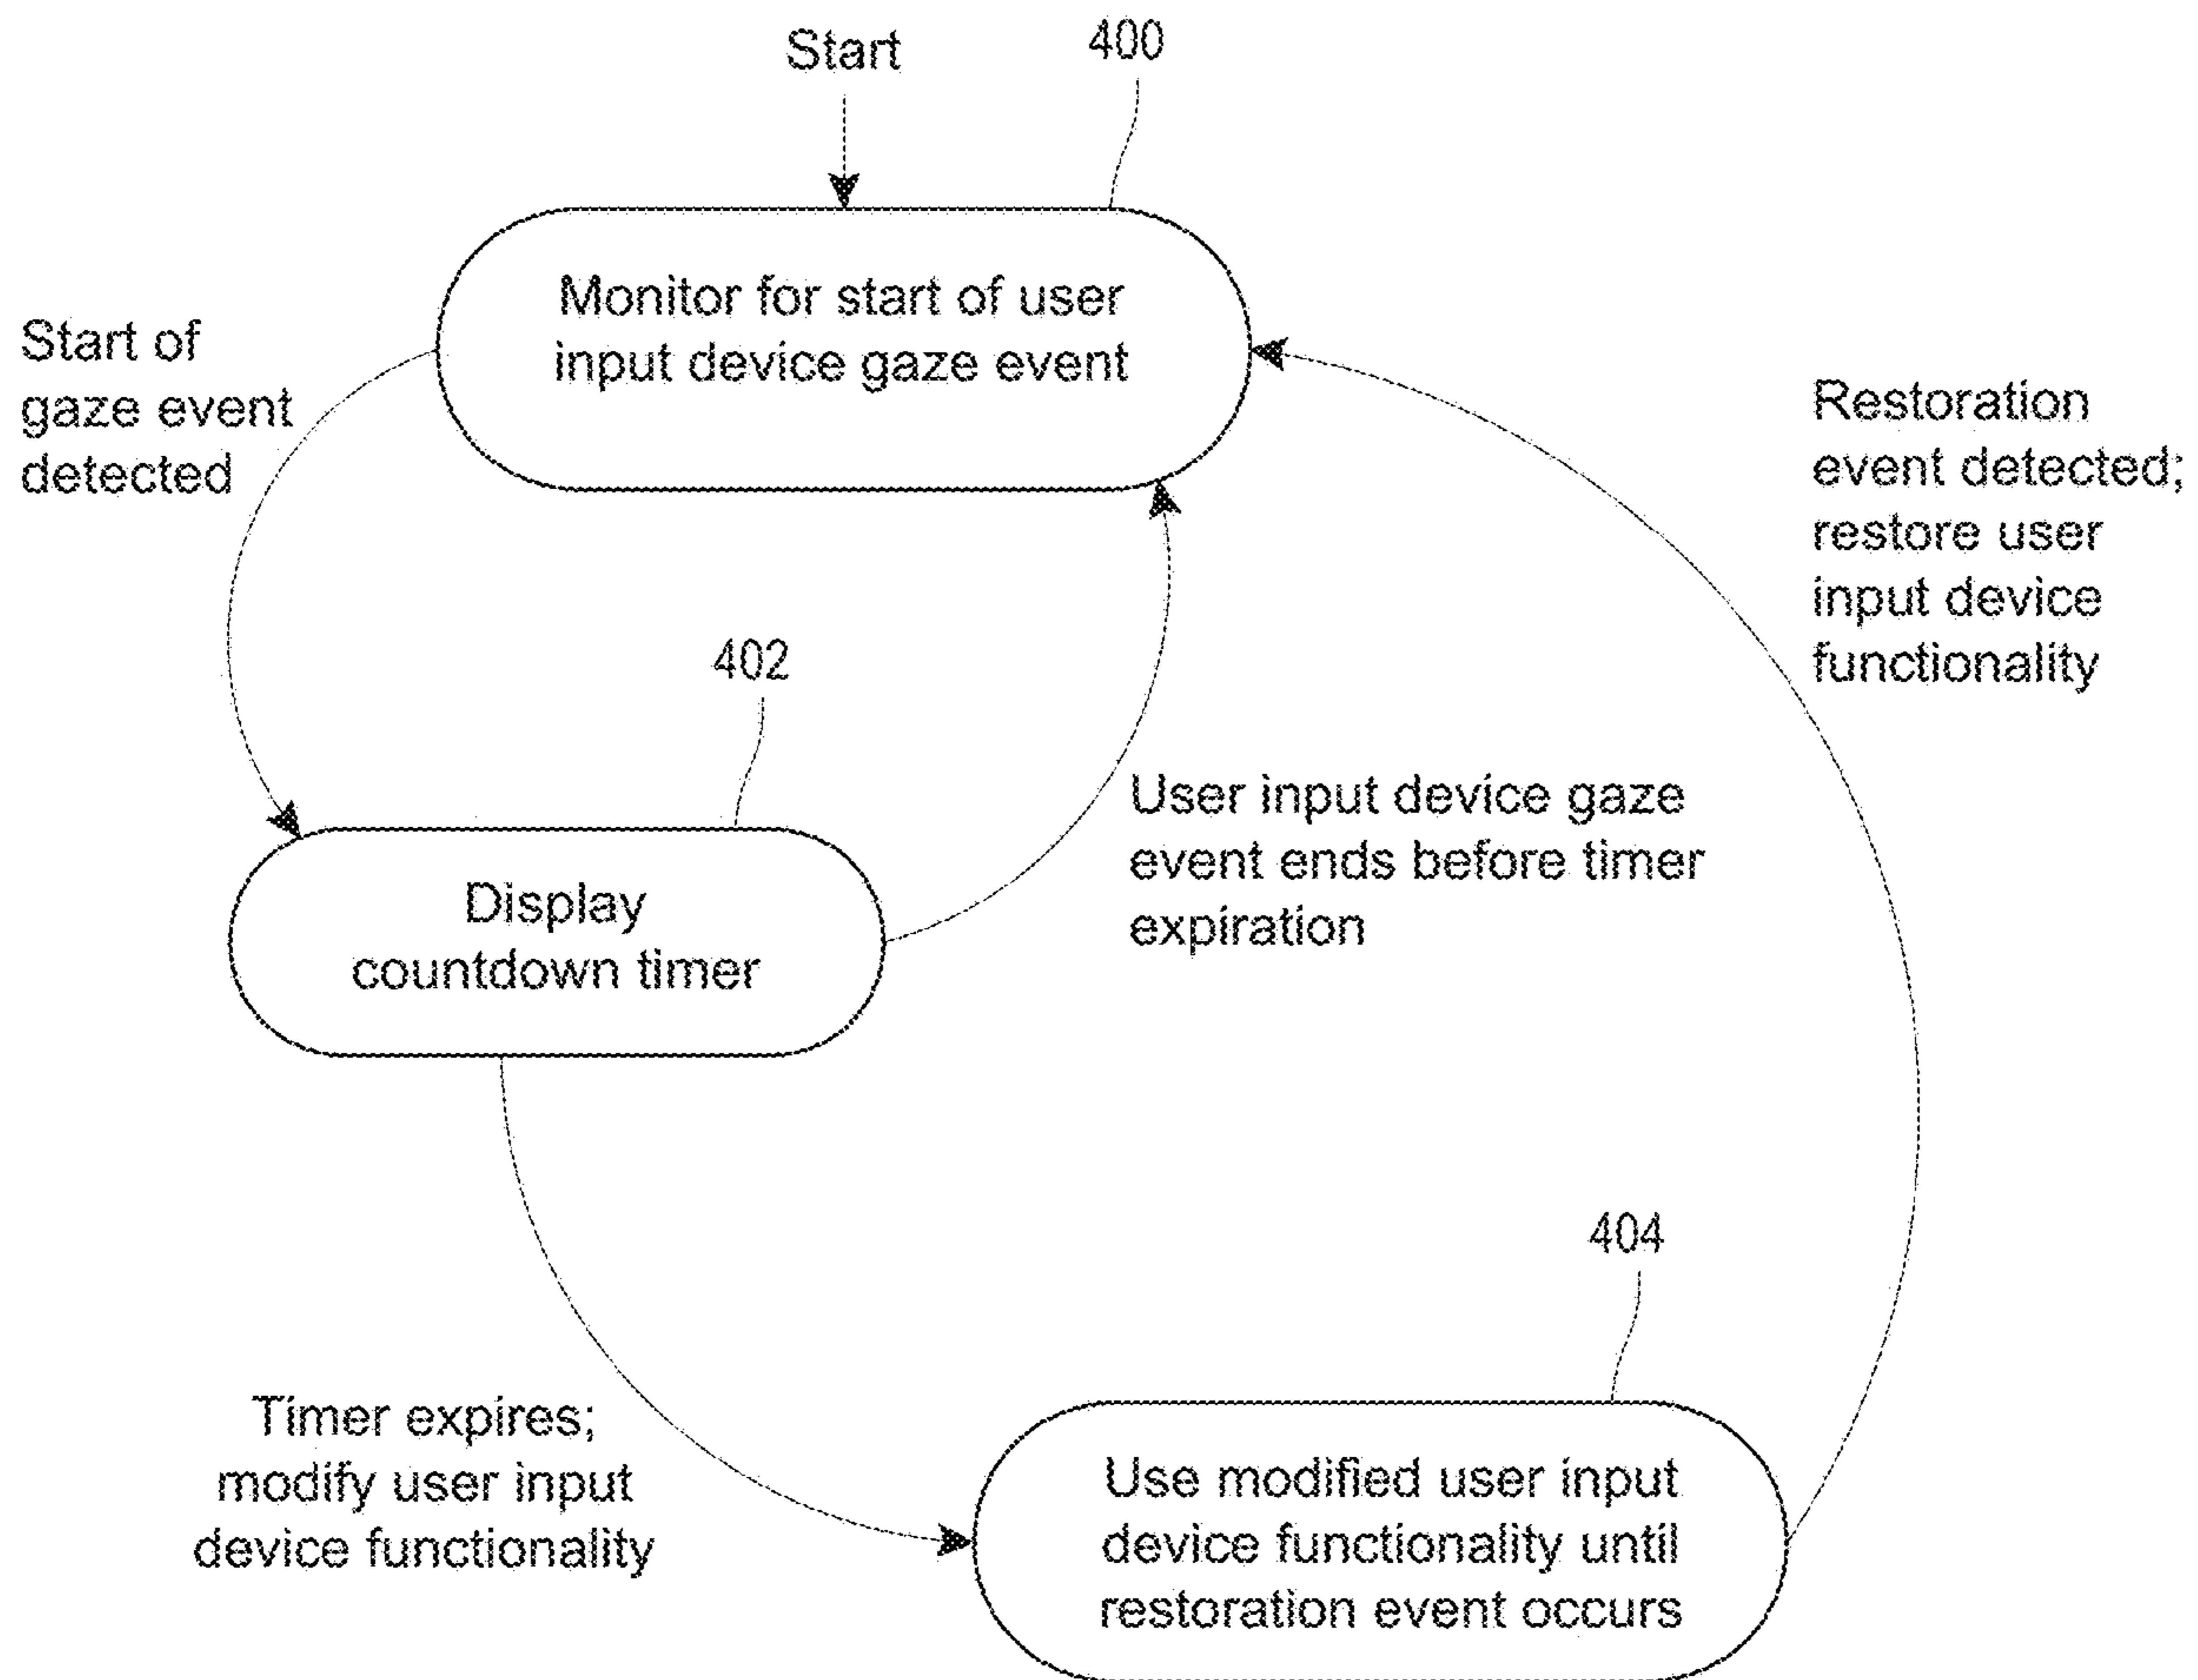 Start
400
Monitor for start of user
input device gaze event
Start of
gaze event
detected
Restoration
event detected;
restore user
input device
functionality
402
User input device gaze
event ends before timer
expiration
Display
countdown timer
404
Timer expires;
modify user input
device functionality
Use modified user input
device functionality until
restoration event occurs